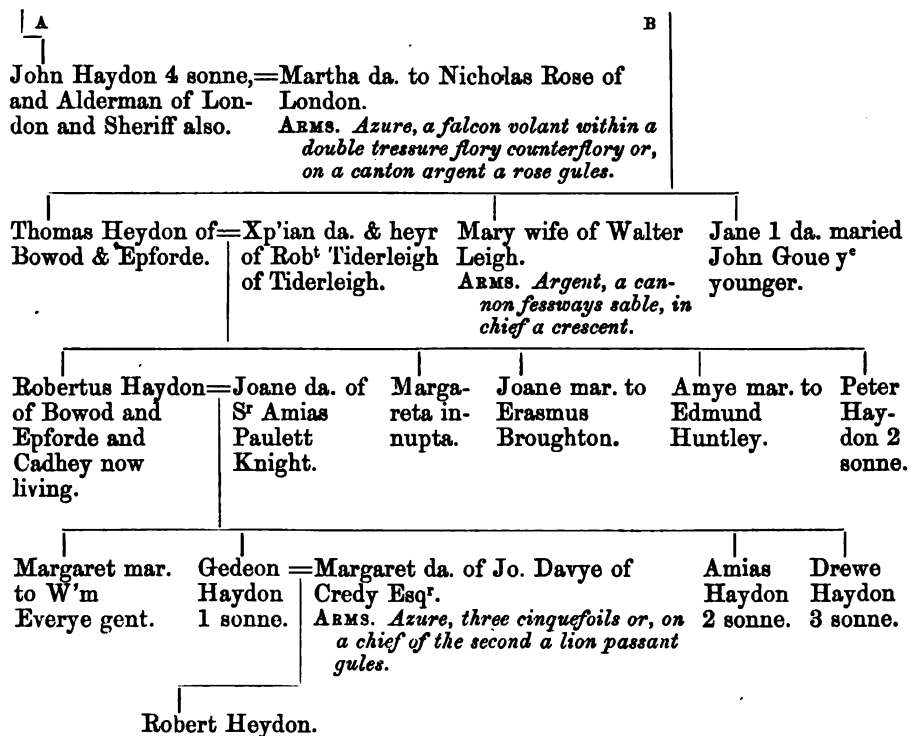 A
B
John Haydon 4 sonne,=Martha da. to Nicholas Rose of
and Alderman of Lon-
don and Sheriff also.
London.
ARMS. Azure, a falcon volant within a
double tressure flory counterflory or,
on a canton argent a rose gules.
Thomas Heydon of=
Bowod & Epforde.
Xp'ian da. & heyr
of Robᵗ Tiderleigh
of Tiderleigh.
Mary wife of Walter
Leigh.
ARMS. Argent, a can-
non fessways sable, in
chief a crescent.
Jane 1 da. maried
John Goue yᵉ
younger.
Robertus Haydon=
of Bowod and
Epforde and
Cadhey now
living.
Joane da. of
Sʳ Amias
Paulett
Knight.
Marga-
reta in-
nupta.
Joane mar. to
Erasmus
Broughton.
Amye mar. to
Edmund
Huntley.
Peter
Hay-
don 2
sonne.
Margaret mar.
to W'm
Everye gent.
Gedeon =
Haydon
1 sonne.
Margaret da. of Jo. Davye of
Credy Esqʳ.
ARMS. Azure, three cinquefoils or, on
a chief of the second a lion passant
gules.
Amias
Haydon
2 sonne.
Drewe
Haydon
3 sonne.
Robert Heydon.